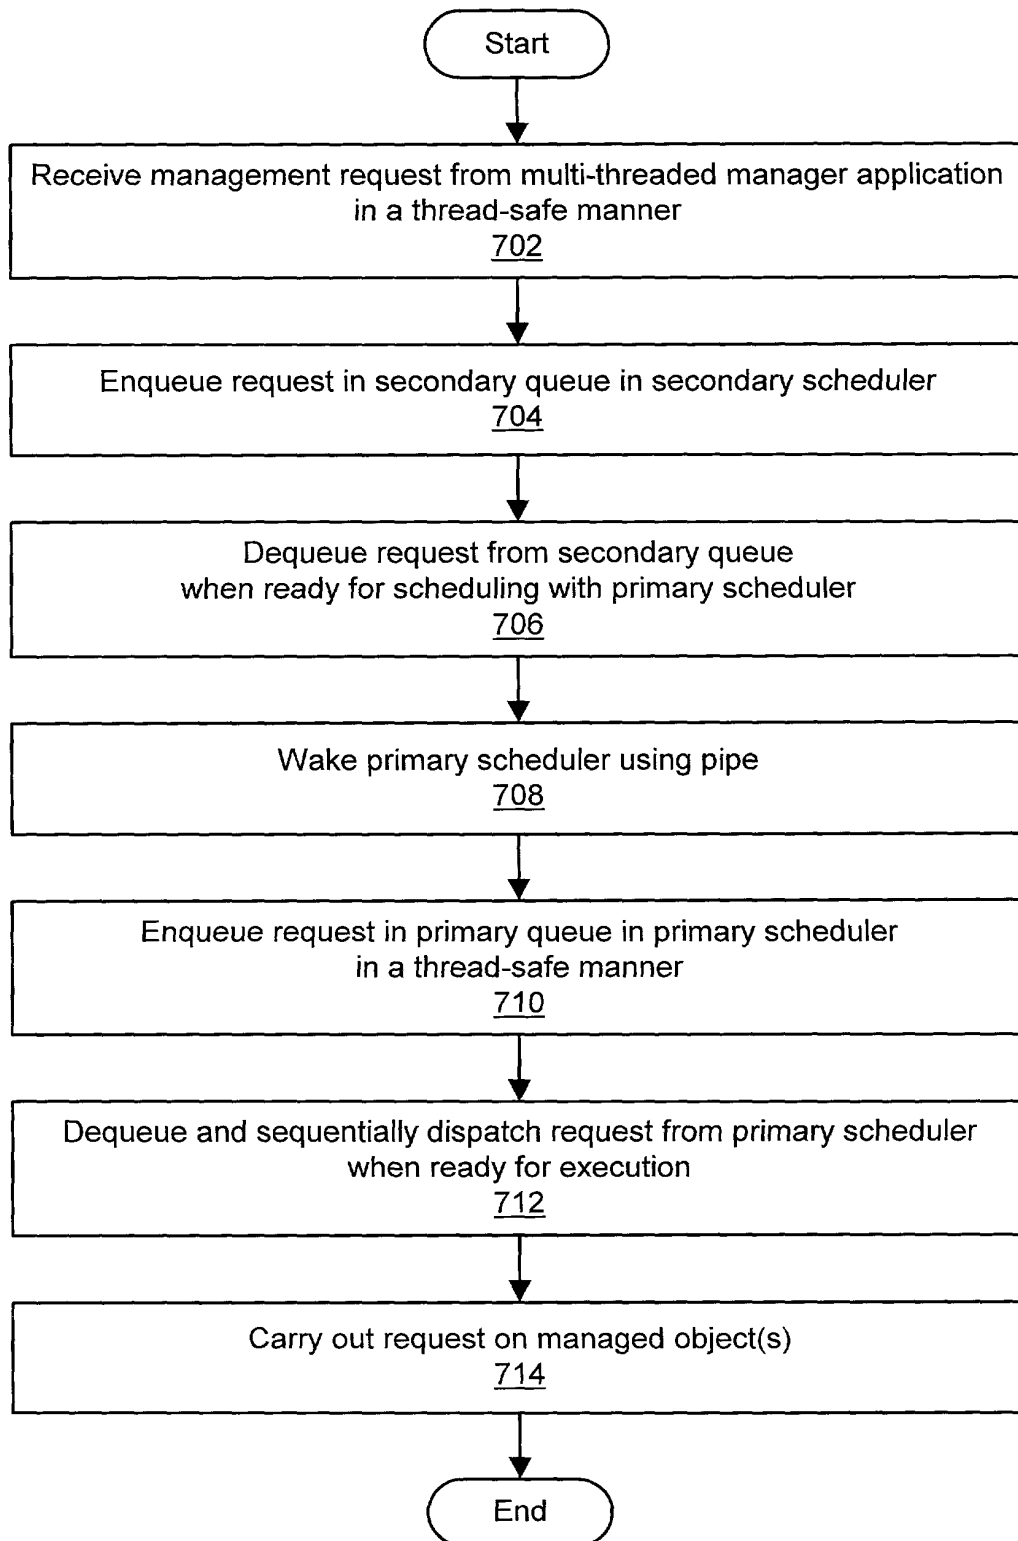 Start
Receive management request from multi-threaded manager application
in a thread-safe manner
702
Enqueue request in secondary queue in secondary scheduler
704
Dequeue request from secondary queue
when ready for scheduling with primary scheduler
706
Wake primary scheduler using pipe
708
Enqueue request in primary queue in primary scheduler
in a thread-safe manner
710
Dequeue and sequentially dispatch request from primary scheduler
when ready for execution
712
Carry out request on managed object(s)
714
End